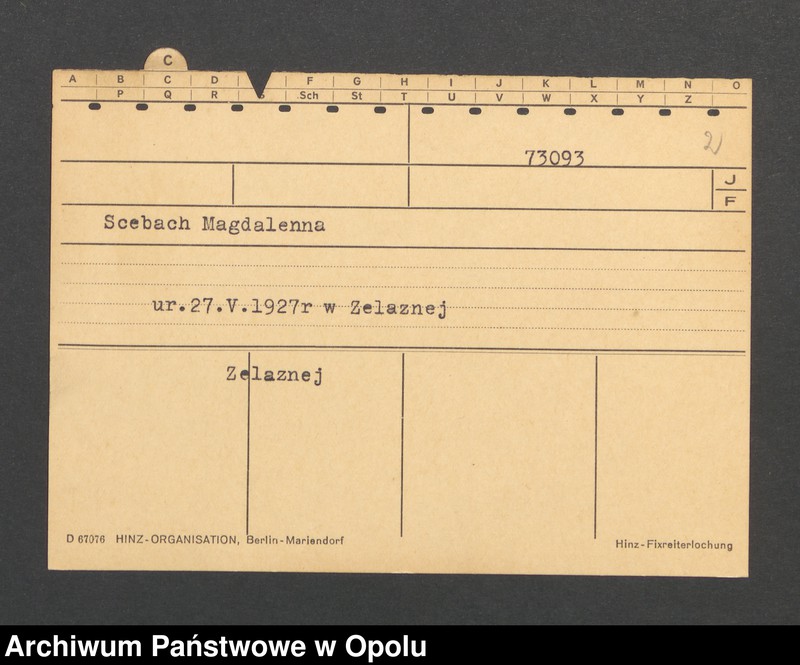 C
A B C D F G H I J K L M N O
P Q R Sch St T U V W X Y Z
2
73093
J
F
Scebach Magdalenna
ur.27.V.1927r w Zelaznej
Zelaznej
D 67076 HINZ-ORGANISATION, Berlin-Mariendorf
Hinz-Fixreiterlochung
Archiwum Państwowe w Opolu